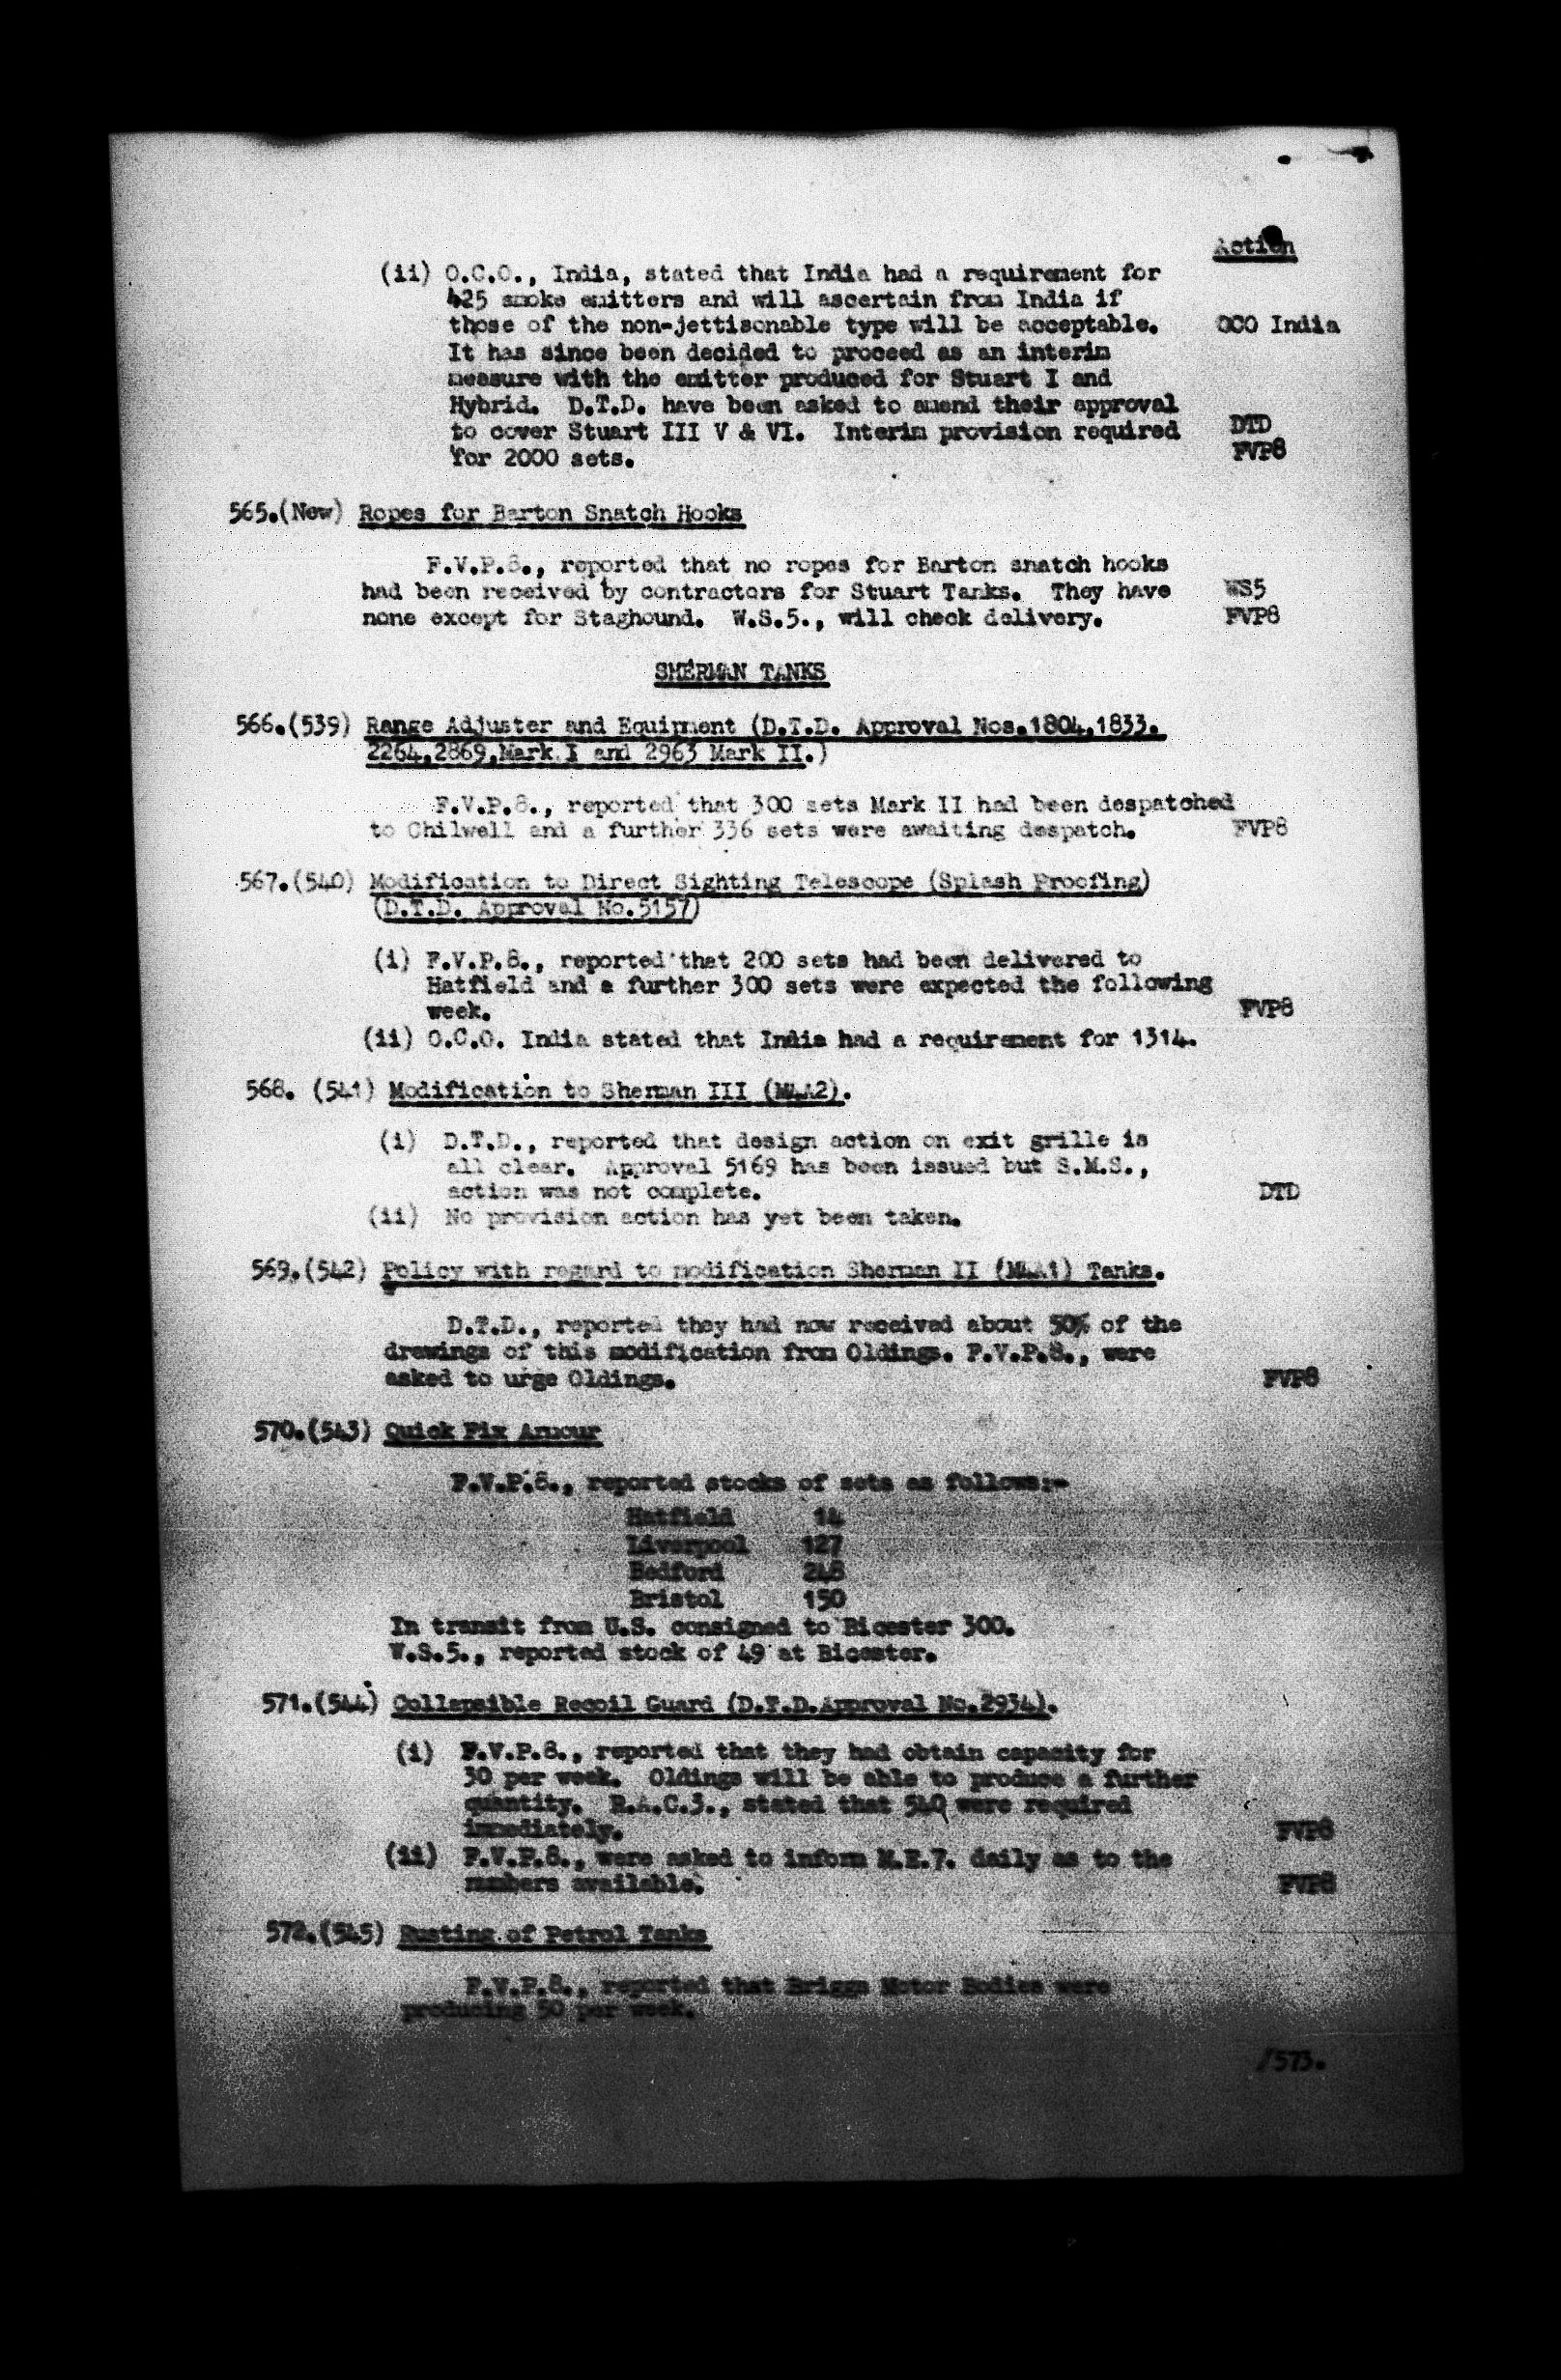 Action
(ii) O.C.O., India, stated that India had a requirement for
425 smoke emitters and will ascertain from India if
those of the non-jettisonable type will be acceptable. OCO India
It has since been decided to proceed as an interim
measure with the emitter produced for Stuart I and
Hybrid. D.T.D. have been asked to amend their approval
to cover Stuart III V & VI. Interim provision required DTD
for 2000 sets. FVP8
565.(New) Ropes for Barton Snatch Hooks
F.V.P.8., reported that no ropes for Barton snatch hooks
had been received by contractors for Stuart Tanks. They have WS5
none except for Staghound. W.S.5., will check delivery. FVP8
SHERMAN TANKS
566.(539) Range Adjuster and Equipment (D.T.D. Approval Nos.1804,1833.
2264,2869,Mark I and 2963 Mark II.)
F.V.P.8., reported that 300 sets Mark II had been despatched
to Chilwell and a further 336 sets were awaiting despatch. FVP8
567.(540) Modification to Direct Sighting Telescope (Splash Proofing)
(D.T.D. Approval No.5157)
(i) F.V.P.8., reported that 200 sets had been delivered to
Hatfield and a further 300 sets were expected the following
week. FVP8
(ii) O.C.O. India stated that India had a requirement for 1314.
568. (541) Modification to Sherman III (M4A2).
(i) D.T.D., reported that design action on exit grille is
all clear. Approval 5169 has been issued but S.M.S.,
action was not complete. DTD
(ii) No provision action has yet been taken.
569.(542) Policy with regard to modification Sherman II (M4A1) Tanks.
D.T.D., reported they had now received about 50% of the
drawings of this modification from Oldings. F.V.P.8., were
asked to urge Oldings. FVP8
570.(543) Quick Fix Armour
F.V.P.8., reported stocks of sets as follows:-
Hatfield 14
Liverpool 127
Bedford 248
Bristol 150
In transit from U.S. consigned to Bicester 300.
W.S.5., reported stock of 49 at Bicester.
571.(544) Collapsible Recoil Guard (D.T.D.Approval No.2934).
(i) F.V.P.8., reported that they had obtain capacity for
30 per week. Oldings will be able to produce a further
quantity. R.A.C.3., stated that 540 were required
immediately. FVP8
(ii) F.V.P.8., were asked to inform M.E.7. daily as to the
numbers available. FVP8
572.(545) Rusting of Petrol Tanks
F.V.P.8., reported that Briggs Motor Bodies were
producing 50 per week.
/573.